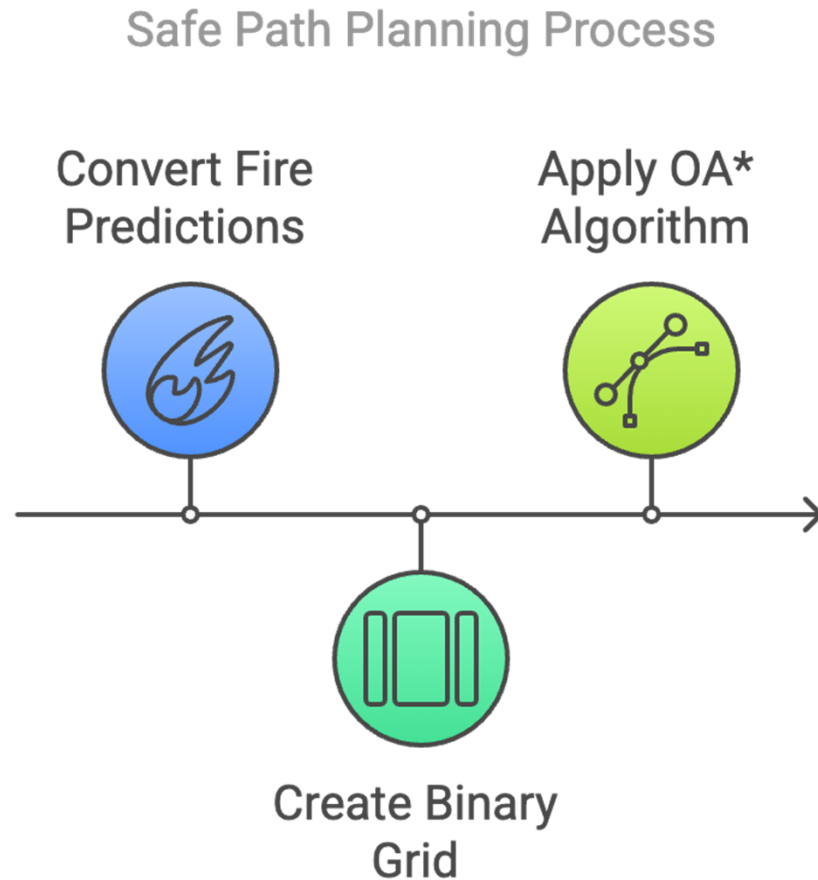 Safe Path Planning Process
Convert Fire
Predictions
Apply OA*
Algorithm
Create Binary
Grid